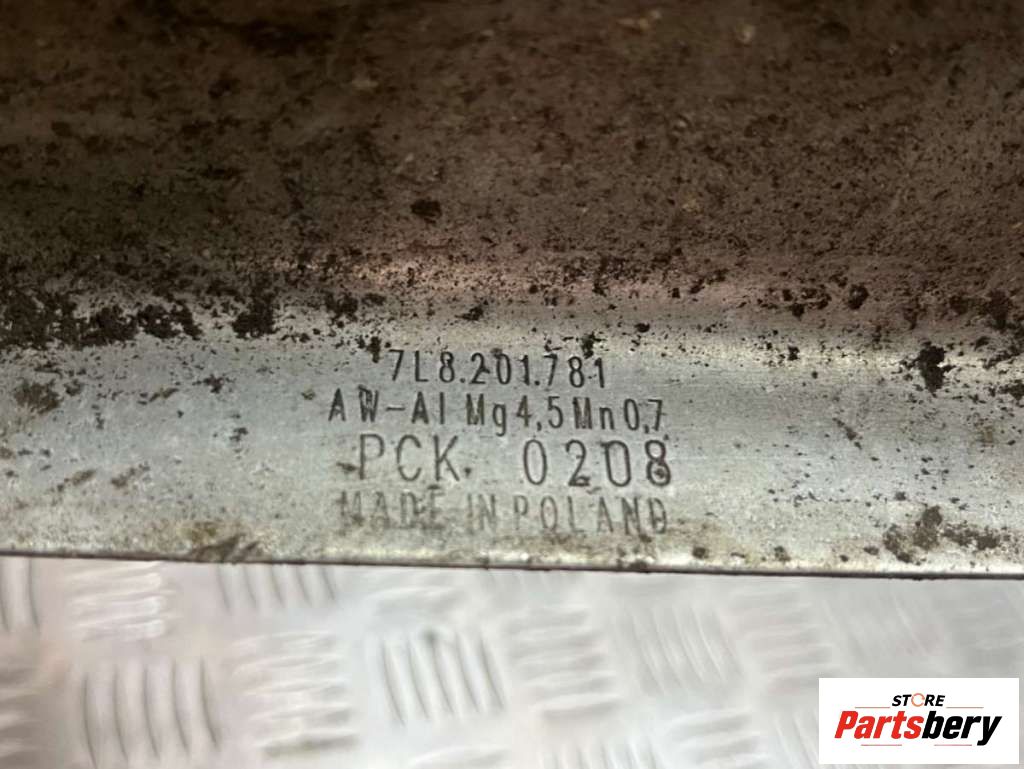 7L8.201.781
AW-AlMg4,5Mn0,7
PCK. 0208
MADE IN POLAND
STORE
Partsbery